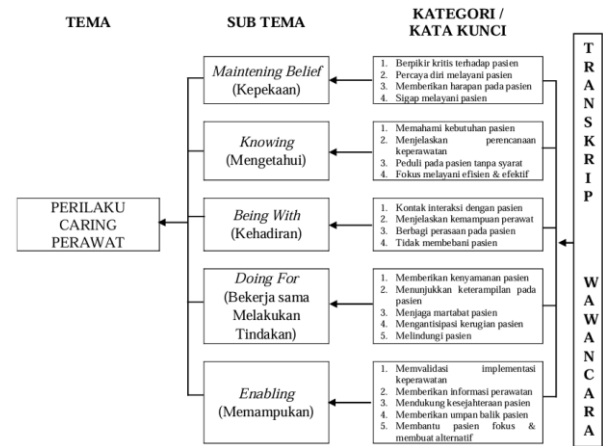 TEMA
SUB TEMA
KATEGORI /
KATA KUNCI
PERILAKU
CARING
PERAWAT
Maintening Belief
(Kepekaan)
1. Berpikir kritis terhadap pasien
2. Percaya diri melayani pasien
3. Memberikan harapan pada pasien
4. Sigap melayani pasien
Knowing
(Mengetahui)
1. Memahami kebutuhan pasien
2. Menjelaskan perencanaan
keperawatan
3. Peduli pada pasien tanpa syarat
4. Fokus melayani efisien & efektif
Being With
(Kehadiran)
1. Kontak interaksi dengan pasien
2. Menjelaskan kemampuan perawat
3. Berbagi perasaan pada pasien
4. Tidak membebani pasien
Doing For
(Bekerja sama
Melakukan
Tindakan)
1. Memberikan kenyamanan pasien
2. Menunjukkan keterampilan pada
pasien
3. Menjaga martabat pasien
4. Mengantisipasi kerugian pasien
5. Melindungi pasien
Enabling
(Memampukan)
1. Memvalidasi implementasi
keperawatan
2. Memberikan informasi perawatan
3. Mendukung kesejahteraan pasien
4. Memberikan umpan balik pasien
5. Membantu pasien fokus &
membuat alternatif
TRANSKRIP
WAWANCARA